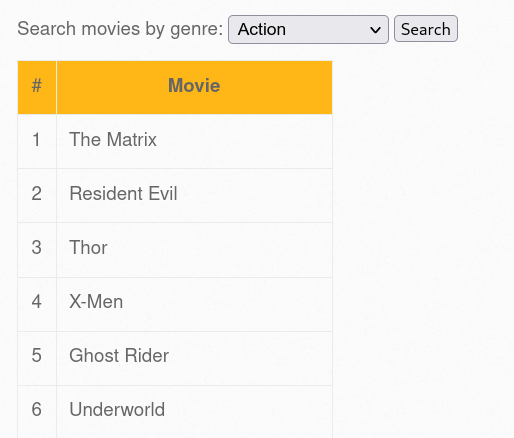 Search movies by genre: Action Search
# Movie
1 The Matrix
2 Resident Evil
3 Thor
4 X-Men
5 Ghost Rider
6 Underworld